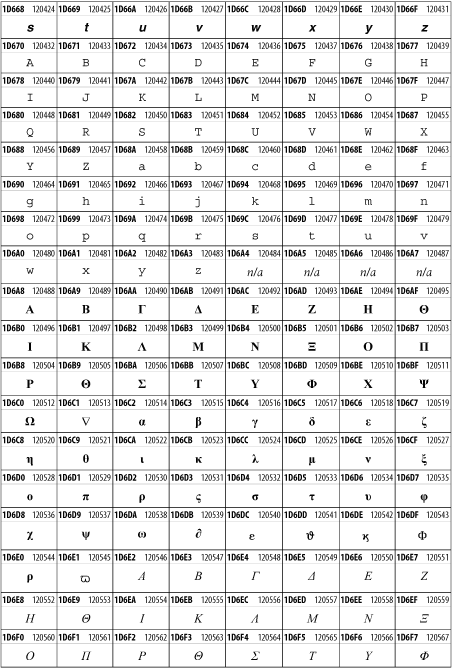 1D668 120424 1D669 120425 1D66A 120426 1D66B 120427 1D66C 120428 1D66D 120429 1D66E 120430 1D66F 120431
s t u v w x y z
1D670 120432 1D671 120433 1D672 120434 1D673 120435 1D674 120436 1D675 120437 1D676 120438 1D677 120439
A B C D E F G H
1D678 120440 1D679 120441 1D67A 120442 1D67B 120443 1D67C 120444 1D67D 120445 1D67E 120446 1D67F 120447
I J K L M N O P
1D680 120448 1D681 120449 1D682 120450 1D683 120451 1D684 120452 1D685 120453 1D686 120454 1D687 120455
Q R S T U V W X
1D688 120456 1D689 120457 1D68A 120458 1D68B 120459 1D68C 120460 1D68D 120461 1D68E 120462 1D68F 120463
Y Z a b c d e f
1D690 120464 1D691 120465 1D692 120466 1D693 120467 1D694 120468 1D695 120469 1D696 120470 1D697 120471
g h i j k l m n
1D698 120472 1D699 120473 1D69A 120474 1D69B 120475 1D69C 120476 1D69D 120477 1D69E 120478 1D69F 120479
o p q r s t u v
1D6A0 120480 1D6A1 120481 1D6A2 120482 1D6A3 120483 1D6A4 120484 1D6A5 120485 1D6A6 120486 1D6A7 120487
w x y z n/a n/a n/a n/a
1D6A8 120488 1D6A9 120489 1D6AA 120490 1D6AB 120491 1D6AC 120492 1D6AD 120493 1D6AE 120494 1D6AF 120495
Α Β Γ Δ Ε Ζ Η Θ
1D6B0 120496 1D6B1 120497 1D6B2 120498 1D6B3 120499 1D6B4 120500 1D6B5 120501 1D6B6 120502 1D6B7 120503
Ι Κ Λ Μ Ν Ξ Ο Π
1D6B8 120504 1D6B9 120505 1D6BA 120506 1D6BB 120507 1D6BC 120508 1D6BD 120509 1D6BE 120510 1D6BF 120511
Ρ Θ Σ Τ Υ Φ Χ Ψ
1D6C0 120512 1D6C1 120513 1D6C2 120514 1D6C3 120515 1D6C4 120516 1D6C5 120517 1D6C6 120518 1D6C7 120519
Ω ∇ α β γ δ ε ζ
1D6C8 120520 1D6C9 120521 1D6CA 120522 1D6CB 120523 1D6CC 120524 1D6CD 120525 1D6CE 120526 1D6CF 120527
η θ ι κ λ μ ν ξ
1D6D0 120528 1D6D1 120529 1D6D2 120530 1D6D3 120531 1D6D4 120532 1D6D5 120533 1D6D6 120534 1D6D7 120535
ο π ρ ς σ τ υ φ
1D6D8 120536 1D6D9 120537 1D6DA 120538 1D6DB 120539 1D6DC 120540 1D6DD 120541 1D6DE 120542 1D6DF 120543
χ ψ ω ∂ ε ϑ ϰ Φ
1D6E0 120544 1D6E1 120545 1D6E2 120546 1D6E3 120547 1D6E4 120548 1D6E5 120549 1D6E6 120550 1D6E7 120551
ρ ϖ Α Β Γ Δ Ε Ζ
1D6E8 120552 1D6E9 120553 1D6EA 120554 1D6EB 120555 1D6EC 120556 1D6ED 120557 1D6EE 120558 1D6EF 120559
Η Θ Ι Κ Λ Μ Ν Ξ
1D6F0 120560 1D6F1 120561 1D6F2 120562 1D6F3 120563 1D6F4 120564 1D6F5 120565 1D6F6 120566 1D6F7 120567
Ο Π Ρ Θ Σ Τ Υ Φ